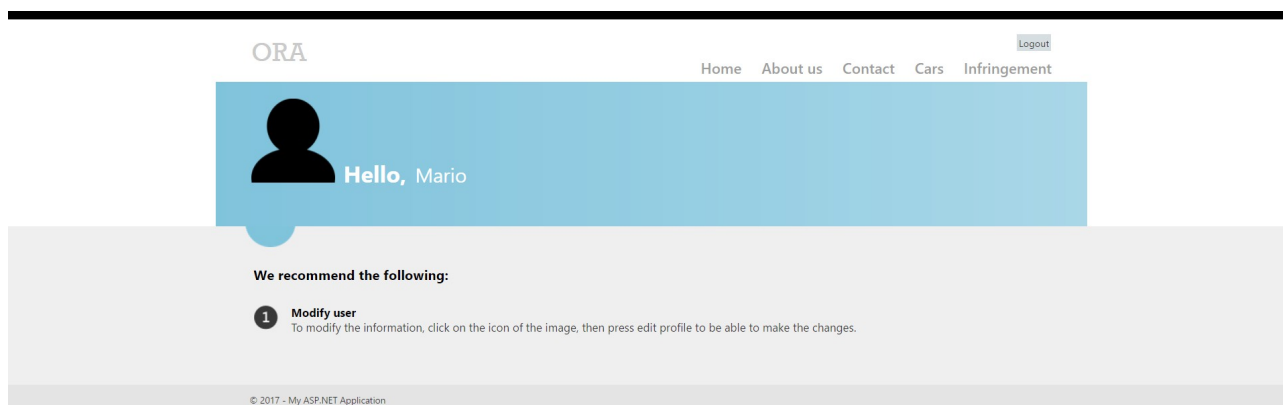 ORA
Logout
Home About us Contact Cars Infringement
Hello, Mario
We recommend the following:
1 Modify user
To modify the information, click on the icon of the image, then press edit profile to be able to make the changes.
© 2017 - My ASP.NET Application